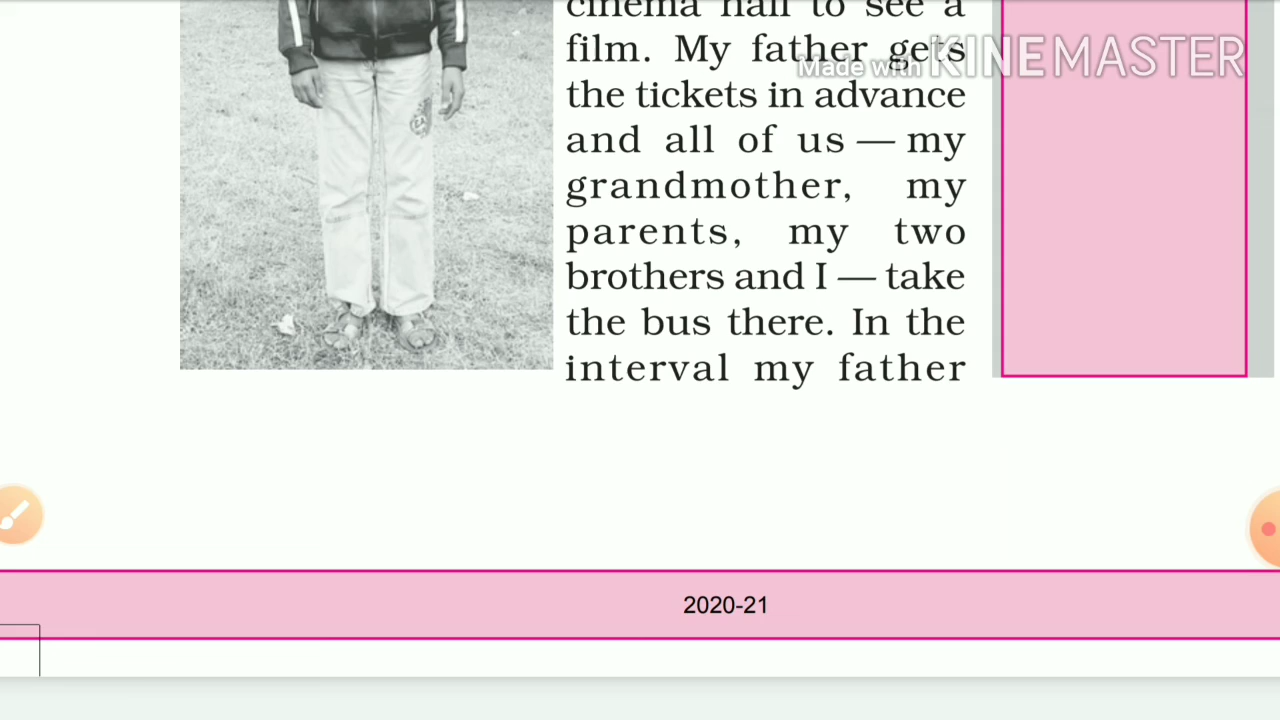 cinema hall to see a
film. My father gets
Made with KINEMASTER
the tickets in advance
and all of us — my
grandmother, my
parents, my two
brothers and I — take
the bus there. In the
interval my father
2020-21